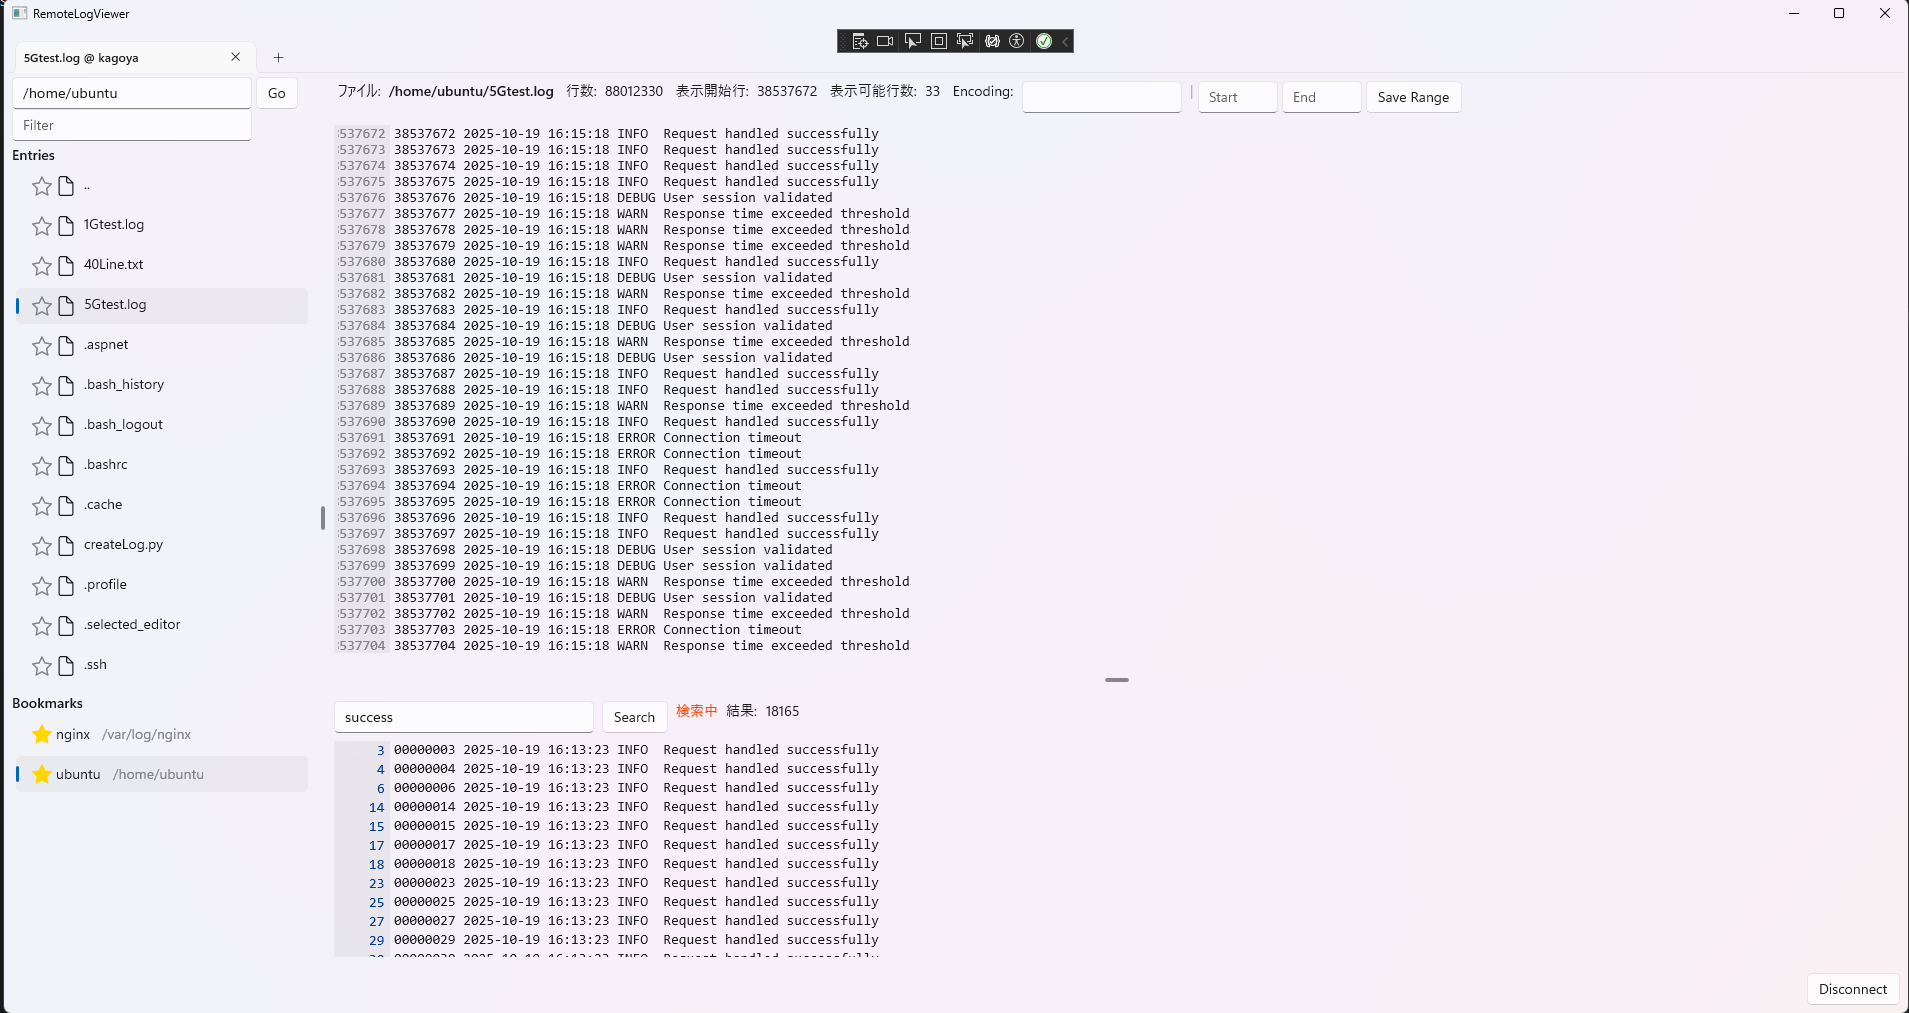 RemoteLogViewer
5Gtest.log @ kagoya
/home/ubuntu
Go
Filter
Entries
..
1Gtest.log
40Line.txt
5Gtest.log
.aspnet
.bash_history
.bash_logout
.bashrc
.cache
createLog.py
.profile
.selected_editor
.ssh
Bookmarks
nginx /var/log/nginx
ubuntu /home/ubuntu
ファイル: /home/ubuntu/5Gtest.log 行数: 88012330 表示開始行: 38537672 表示可能行数: 33 Encoding: | Start End Save Range
537672 38537672 2025-10-19 16:15:18 INFO Request handled successfully
537673 38537673 2025-10-19 16:15:18 INFO Request handled successfully
537674 38537674 2025-10-19 16:15:18 INFO Request handled successfully
537675 38537675 2025-10-19 16:15:18 INFO Request handled successfully
537676 38537676 2025-10-19 16:15:18 DEBUG User session validated
537677 38537677 2025-10-19 16:15:18 WARN Response time exceeded threshold
537678 38537678 2025-10-19 16:15:18 WARN Response time exceeded threshold
537679 38537679 2025-10-19 16:15:18 WARN Response time exceeded threshold
537680 38537680 2025-10-19 16:15:18 INFO Request handled successfully
537681 38537681 2025-10-19 16:15:18 DEBUG User session validated
537682 38537682 2025-10-19 16:15:18 WARN Response time exceeded threshold
537683 38537683 2025-10-19 16:15:18 INFO Request handled successfully
537684 38537684 2025-10-19 16:15:18 DEBUG User session validated
537685 38537685 2025-10-19 16:15:18 WARN Response time exceeded threshold
537686 38537686 2025-10-19 16:15:18 DEBUG User session validated
537687 38537687 2025-10-19 16:15:18 INFO Request handled successfully
537688 38537688 2025-10-19 16:15:18 INFO Request handled successfully
537689 38537689 2025-10-19 16:15:18 WARN Response time exceeded threshold
537690 38537690 2025-10-19 16:15:18 INFO Request handled successfully
537691 38537691 2025-10-19 16:15:18 ERROR Connection timeout
537692 38537692 2025-10-19 16:15:18 ERROR Connection timeout
537693 38537693 2025-10-19 16:15:18 INFO Request handled successfully
537694 38537694 2025-10-19 16:15:18 ERROR Connection timeout
537695 38537695 2025-10-19 16:15:18 ERROR Connection timeout
537696 38537696 2025-10-19 16:15:18 INFO Request handled successfully
537697 38537697 2025-10-19 16:15:18 INFO Request handled successfully
537698 38537698 2025-10-19 16:15:18 DEBUG User session validated
537699 38537699 2025-10-19 16:15:18 DEBUG User session validated
537700 38537700 2025-10-19 16:15:18 WARN Response time exceeded threshold
537701 38537701 2025-10-19 16:15:18 DEBUG User session validated
537702 38537702 2025-10-19 16:15:18 WARN Response time exceeded threshold
537703 38537703 2025-10-19 16:15:18 ERROR Connection timeout
537704 38537704 2025-10-19 16:15:18 WARN Response time exceeded threshold
success Search 検索中 結果: 18165
3 00000003 2025-10-19 16:13:23 INFO Request handled successfully
4 00000004 2025-10-19 16:13:23 INFO Request handled successfully
6 00000006 2025-10-19 16:13:23 INFO Request handled successfully
14 00000014 2025-10-19 16:13:23 INFO Request handled successfully
15 00000015 2025-10-19 16:13:23 INFO Request handled successfully
17 00000017 2025-10-19 16:13:23 INFO Request handled successfully
18 00000018 2025-10-19 16:13:23 INFO Request handled successfully
23 00000023 2025-10-19 16:13:23 INFO Request handled successfully
25 00000025 2025-10-19 16:13:23 INFO Request handled successfully
27 00000027 2025-10-19 16:13:23 INFO Request handled successfully
29 00000029 2025-10-19 16:13:23 INFO Request handled successfully
Disconnect